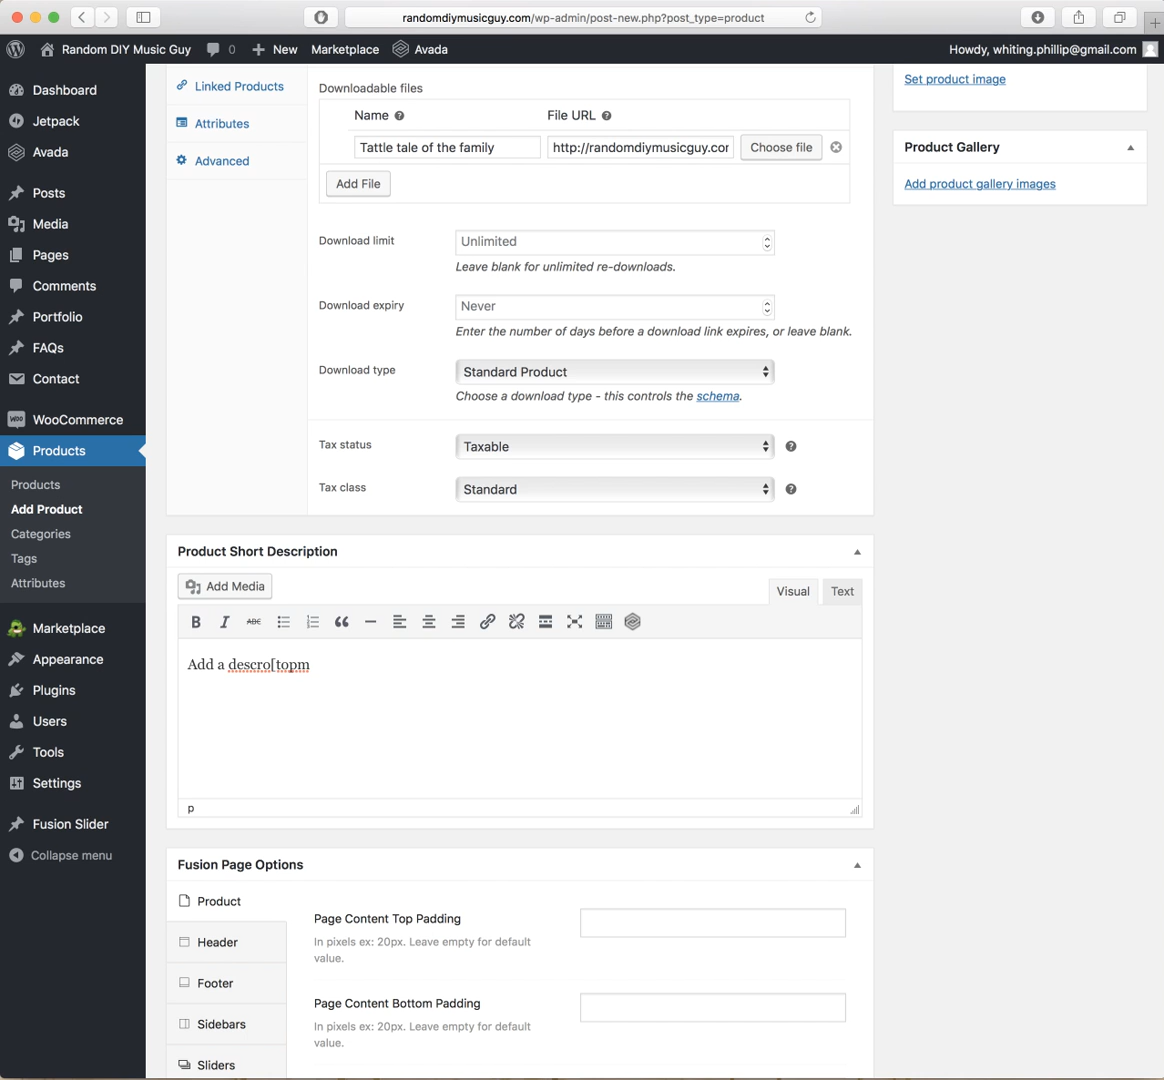 randomdiymusicguy.com/wp-admin/post-new.php?post_type=product
Random DIY Music Guy 0 New Marketplace Avada Howdy, whiting.phillip@gmail.com
Dashboard
Jetpack
Avada
Posts
Media
Pages
Comments
Portfolio
FAQs
Contact
WooCommerce
Products
Products
Add Product
Categories
Tags
Attributes
Marketplace
Appearance
Plugins
Users
Tools
Settings
Fusion Slider
Collapse menu
Linked Products
Attributes
Advanced
Downloadable files
Name ? File URL ?
Tattle tale of the family http://randomdiymusicguy.cor Choose file
Add File
Download limit Unlimited
Leave blank for unlimited re-downloads.
Download expiry Never
Enter the number of days before a download link expires, or leave blank.
Download type Standard Product
Choose a download type - this controls the schema.
Tax status Taxable ?
Tax class Standard ?
Set product image
Product Gallery
Add product gallery images
Product Short Description
Add Media
Visual Text
B I ABC
Add a descro[topm
p
Fusion Page Options
Product
Header
Footer
Sidebars
Sliders
Page Content Top Padding
In pixels ex: 20px. Leave empty for default
value.
Page Content Bottom Padding
In pixels ex: 20px. Leave empty for default
value.